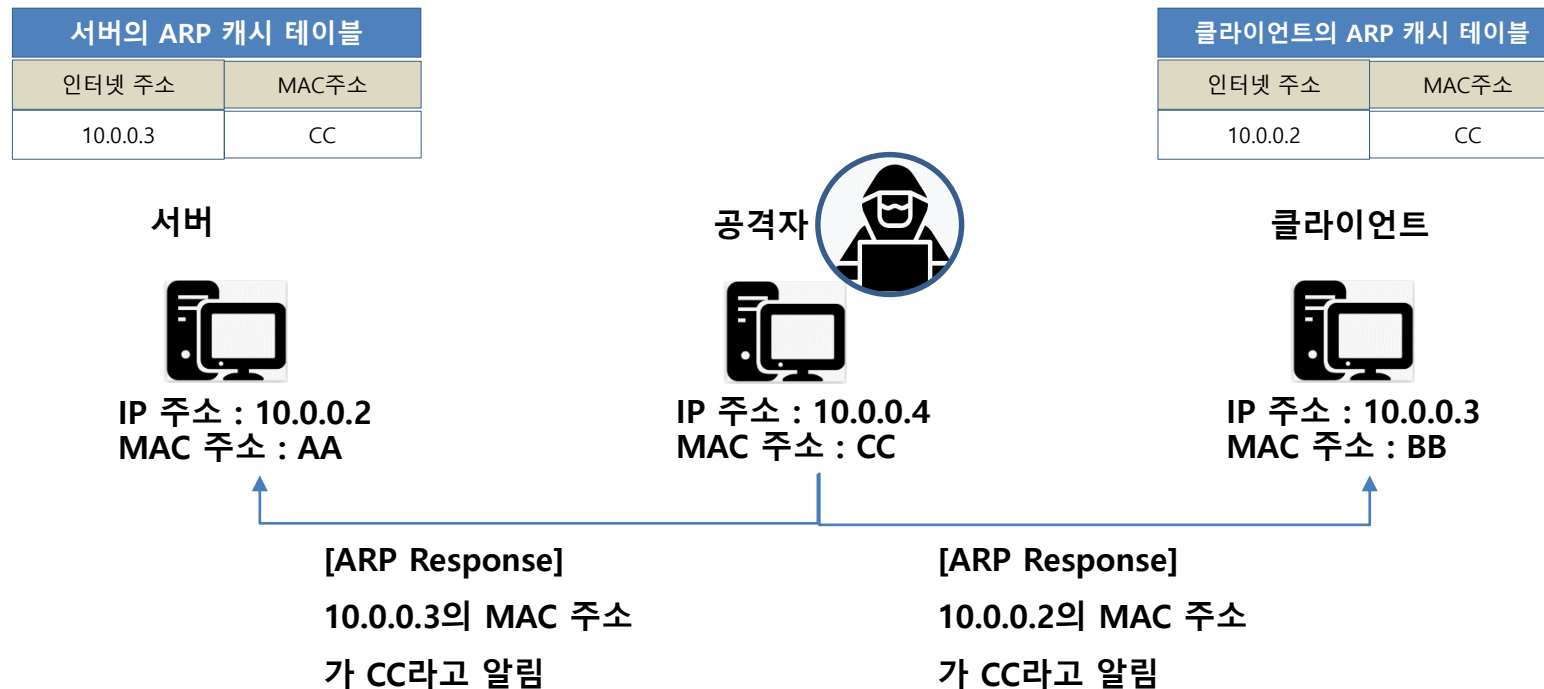 서버의 ARP 캐시 테이블
인터넷 주소 MAC주소
10.0.0.3 CC
클라이언트의 ARP 캐시 테이블
인터넷 주소 MAC주소
10.0.0.2 CC
서버
공격자
클라이언트
IP 주소 : 10.0.0.2
MAC 주소 : AA
IP 주소 : 10.0.0.4
MAC 주소 : CC
IP 주소 : 10.0.0.3
MAC 주소 : BB
[ARP Response]
10.0.0.3의 MAC 주소
가 CC라고 알림
[ARP Response]
10.0.0.2의 MAC 주소
가 CC라고 알림